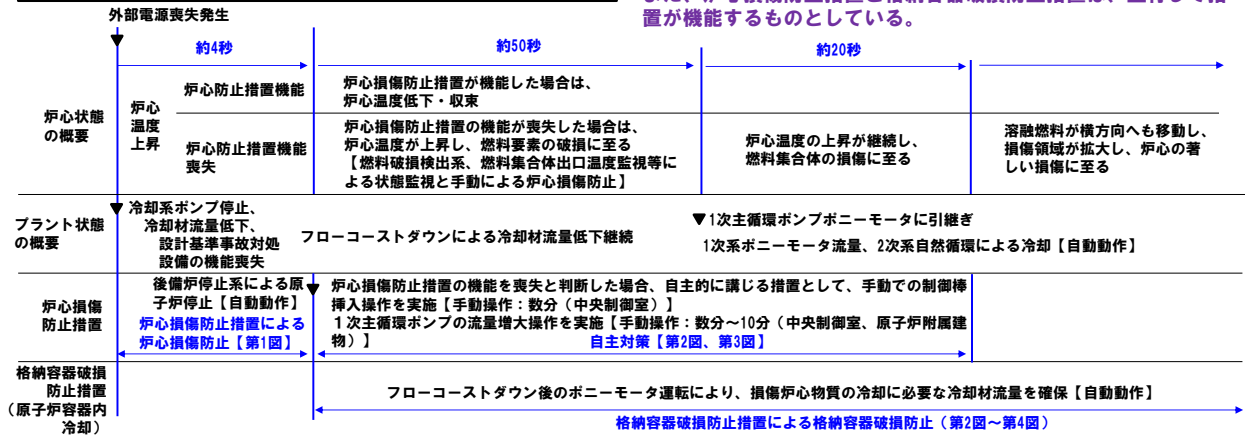 置が機能するものとしている。
外部電源喪失発生
▼
約4秒
約50秒
約20秒
炉心状態
の概要
炉心
温度
上昇
炉心防止措置機能
炉心損傷防止措置が機能した場合は、
炉心温度低下・収束
炉心防止措置機能
喪失
炉心損傷防止措置の機能が喪失した場合は、
炉心温度が上昇し、燃料要素の破損に至る
【燃料破損検出系、燃料集合体出口温度監視等に
よる状態監視と手動による炉心損傷防止】
炉心温度の上昇が継続し、
燃料集合体の損傷に至る
溶融燃料が横方向へも移動し、
損傷領域が拡大し、炉心の著
しい損傷に至る
プラント状態
の概要
▼冷却系ポンプ停止、
冷却材流量低下、
設計基準事故対処
設備の機能喪失
フローコーストダウンによる冷却材流量低下継続
▼1次主循環ポンプポニーモータに引継ぎ
1次系ポニーモータ流量、2次系自然循環による冷却【自動動作】
炉心損傷
防止措置
後備炉停止系による原
子炉停止【自動動作】
▼
炉心損傷防止措置による
炉心損傷防止【第1図】
炉心損傷防止措置の機能を喪失と判断した場合、自主的に講じる措置として、手動での制御棒
挿入操作を実施【手動操作：数分（中央制御室）】
１次主循環ポンプの流量増大操作を実施【手動操作：数分～10分（中央制御室、原子炉附属建
物）】
自主対策【第2図、第3図】
格納容器破損
防止措置
（原子炉容器内
冷却）
フローコーストダウン後のポニーモータ運転により、損傷炉心物質の冷却に必要な冷却材流量を確保【自動動作】
格納容器破損防止措置による格納容器破損防止（第2図～第4図）